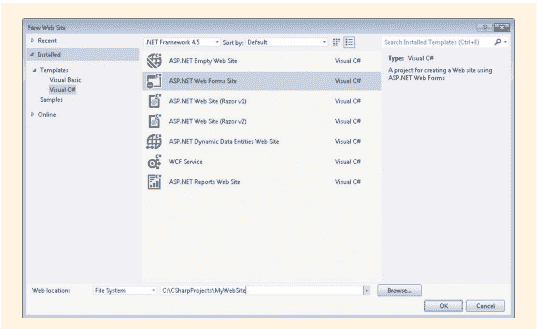 New Web Site
Recent
.NET Framework 4.5
Sort by: Default
Search Installed Templates (Ctrl+E)
Installed
Templates
Visual Basic
Visual C#
Samples
Online
ASP.NET Empty Web Site
Visual C#
ASP.NET Web Forms Site
Visual C#
ASP.NET Web Site (Razor v1)
Visual C#
ASP.NET Web Site (Razor v2)
Visual C#
ASP.NET Dynamic Data Entities Web Site
Visual C#
WCF Service
Visual C#
ASP.NET Reports Web Site
Visual C#
Type: Visual C#
A project for creating a Web site using
ASP.NET Web Forms
Web location:
File System
C:\CSharpProjects\MyWebSite
Browse...
OK
Cancel